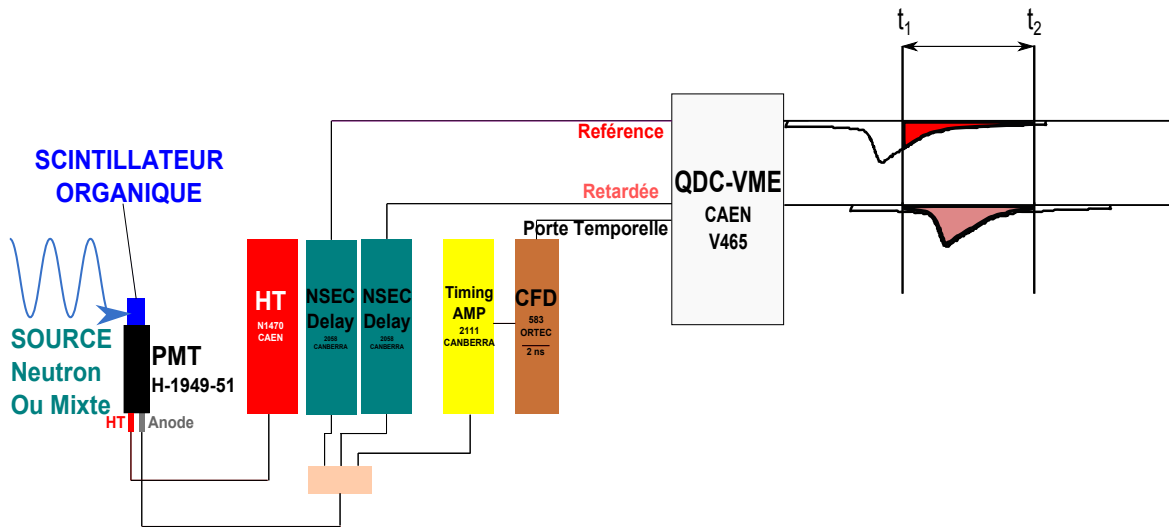 SCINTILLATEUR
ORGANIQUE
SOURCE
Neutron
Ou Mixte
PMT
H-1949-51
HT
Anode
HT
N1470
CAEN
NSEC
Delay
2058
CANBERRA
NSEC
Delay
2058
CANBERRA
Timing
AMP
2111
CANBERRA
CFD
583
ORTEC
2 ns
Reférence
Retardée
Porte Temporelle
QDC-VME
CAEN
V465
t1
t2